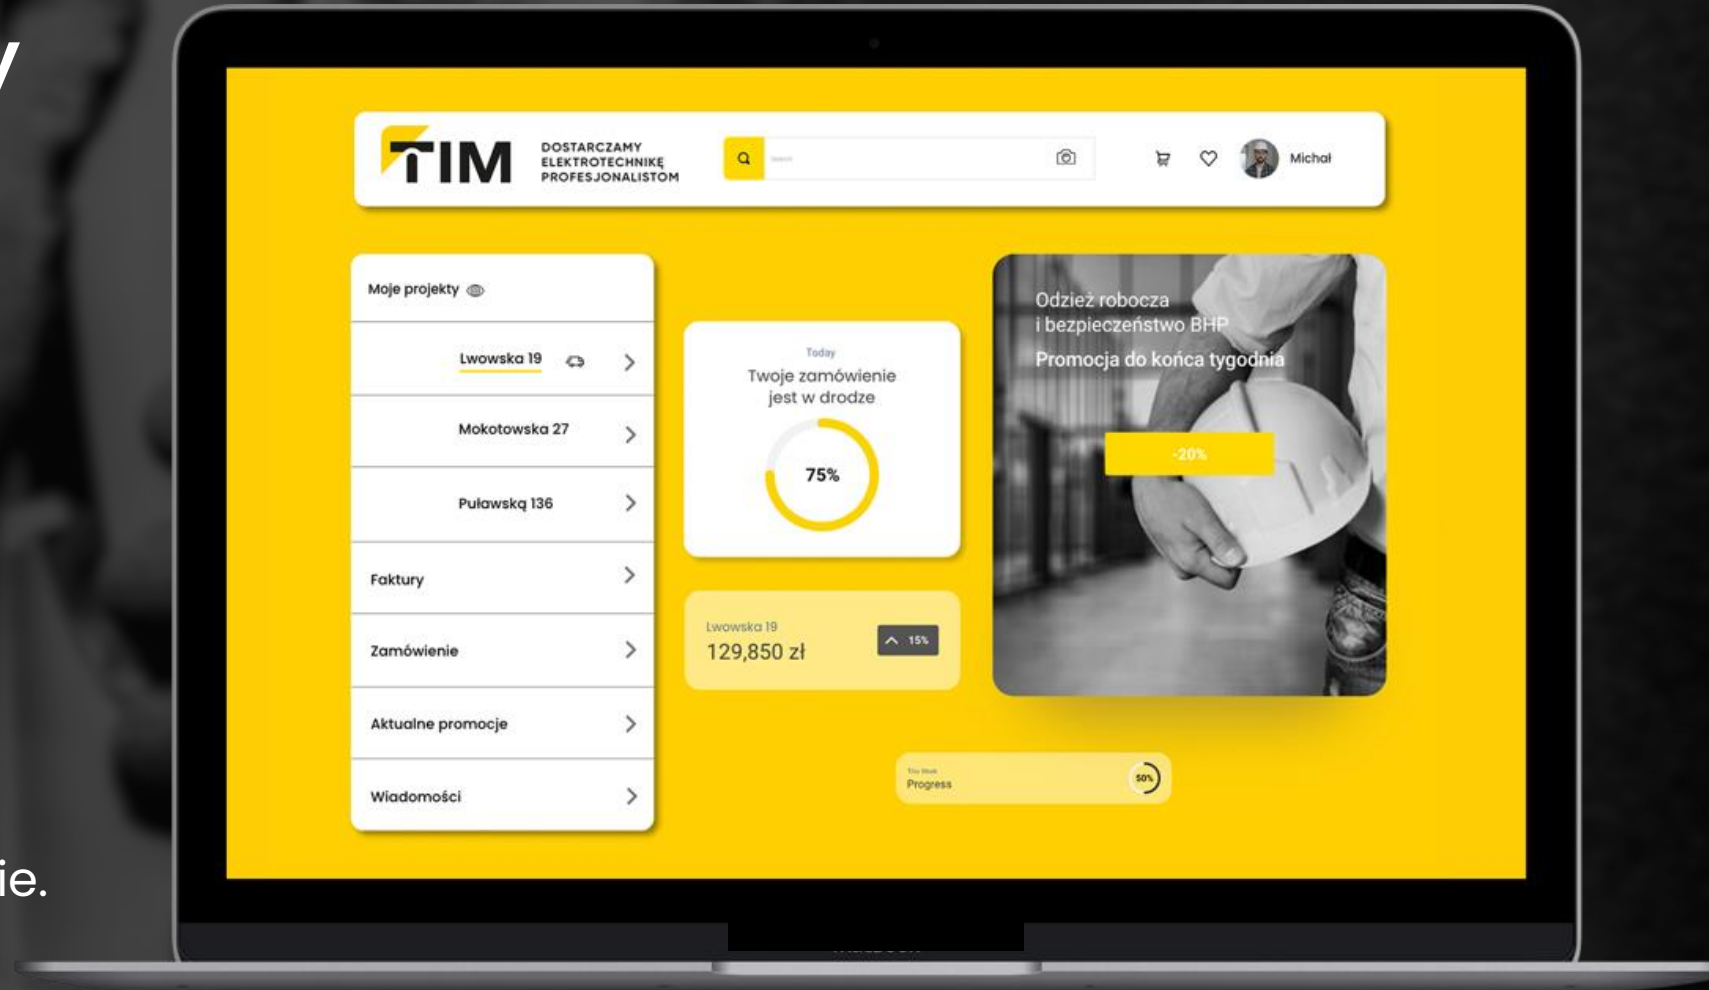 y
ie.
TIM
DOSTARCZAMY
ELEKTROTECHNIKĘ
PROFESJONALISTOM
Search
Michał
Moje projekty
Lwowska 19
Mokotowska 27
Puławską 136
Faktury
Zamówienie
Aktualne promocje
Wiadomości
Today
Twoje zamówienie
jest w drodze
75%
Lwowska 19
129,850 zł
15%
Odzież robocza
i bezpieczeństwo BHP
Promocja do końca tygodnia
-20%
Progress
50%